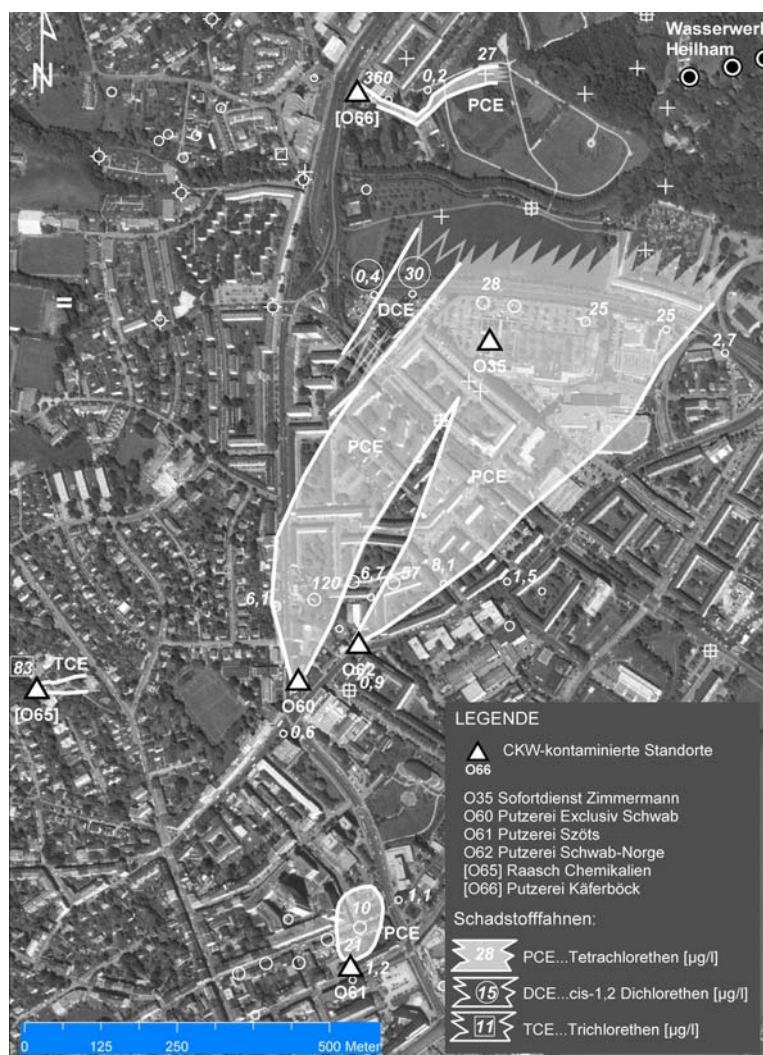 Wasserwerk
Heilham
360
0,2
27
[O66]
PCE
0,4
30
DCE
28
25
25
2,7
O35
PCE
PCE
120
6,7
57
8,1
1,5
6,1
83
TCE
[O65]
O62
0,9
O60
0,6
10
1,1
PCE
21
1,2
O61
LEGENDE
O66
CKW-kontaminierte Standorte
O35 Sofortdienst Zimmermann
O60 Putzerei Exclusiv Schwab
O61 Putzerei Szöts
O62 Putzerei Schwab-Norge
[O65] Raasch Chemikalien
[O66] Putzerei Käferböck
Schadstofffahnen:
28 PCE...Tetrachlorethen [µg/l]
15 DCE...cis-1,2 Dichlorethen [µg/l]
11 TCE...Trichlorethen [µg/l]
0 125 250 500 Meter